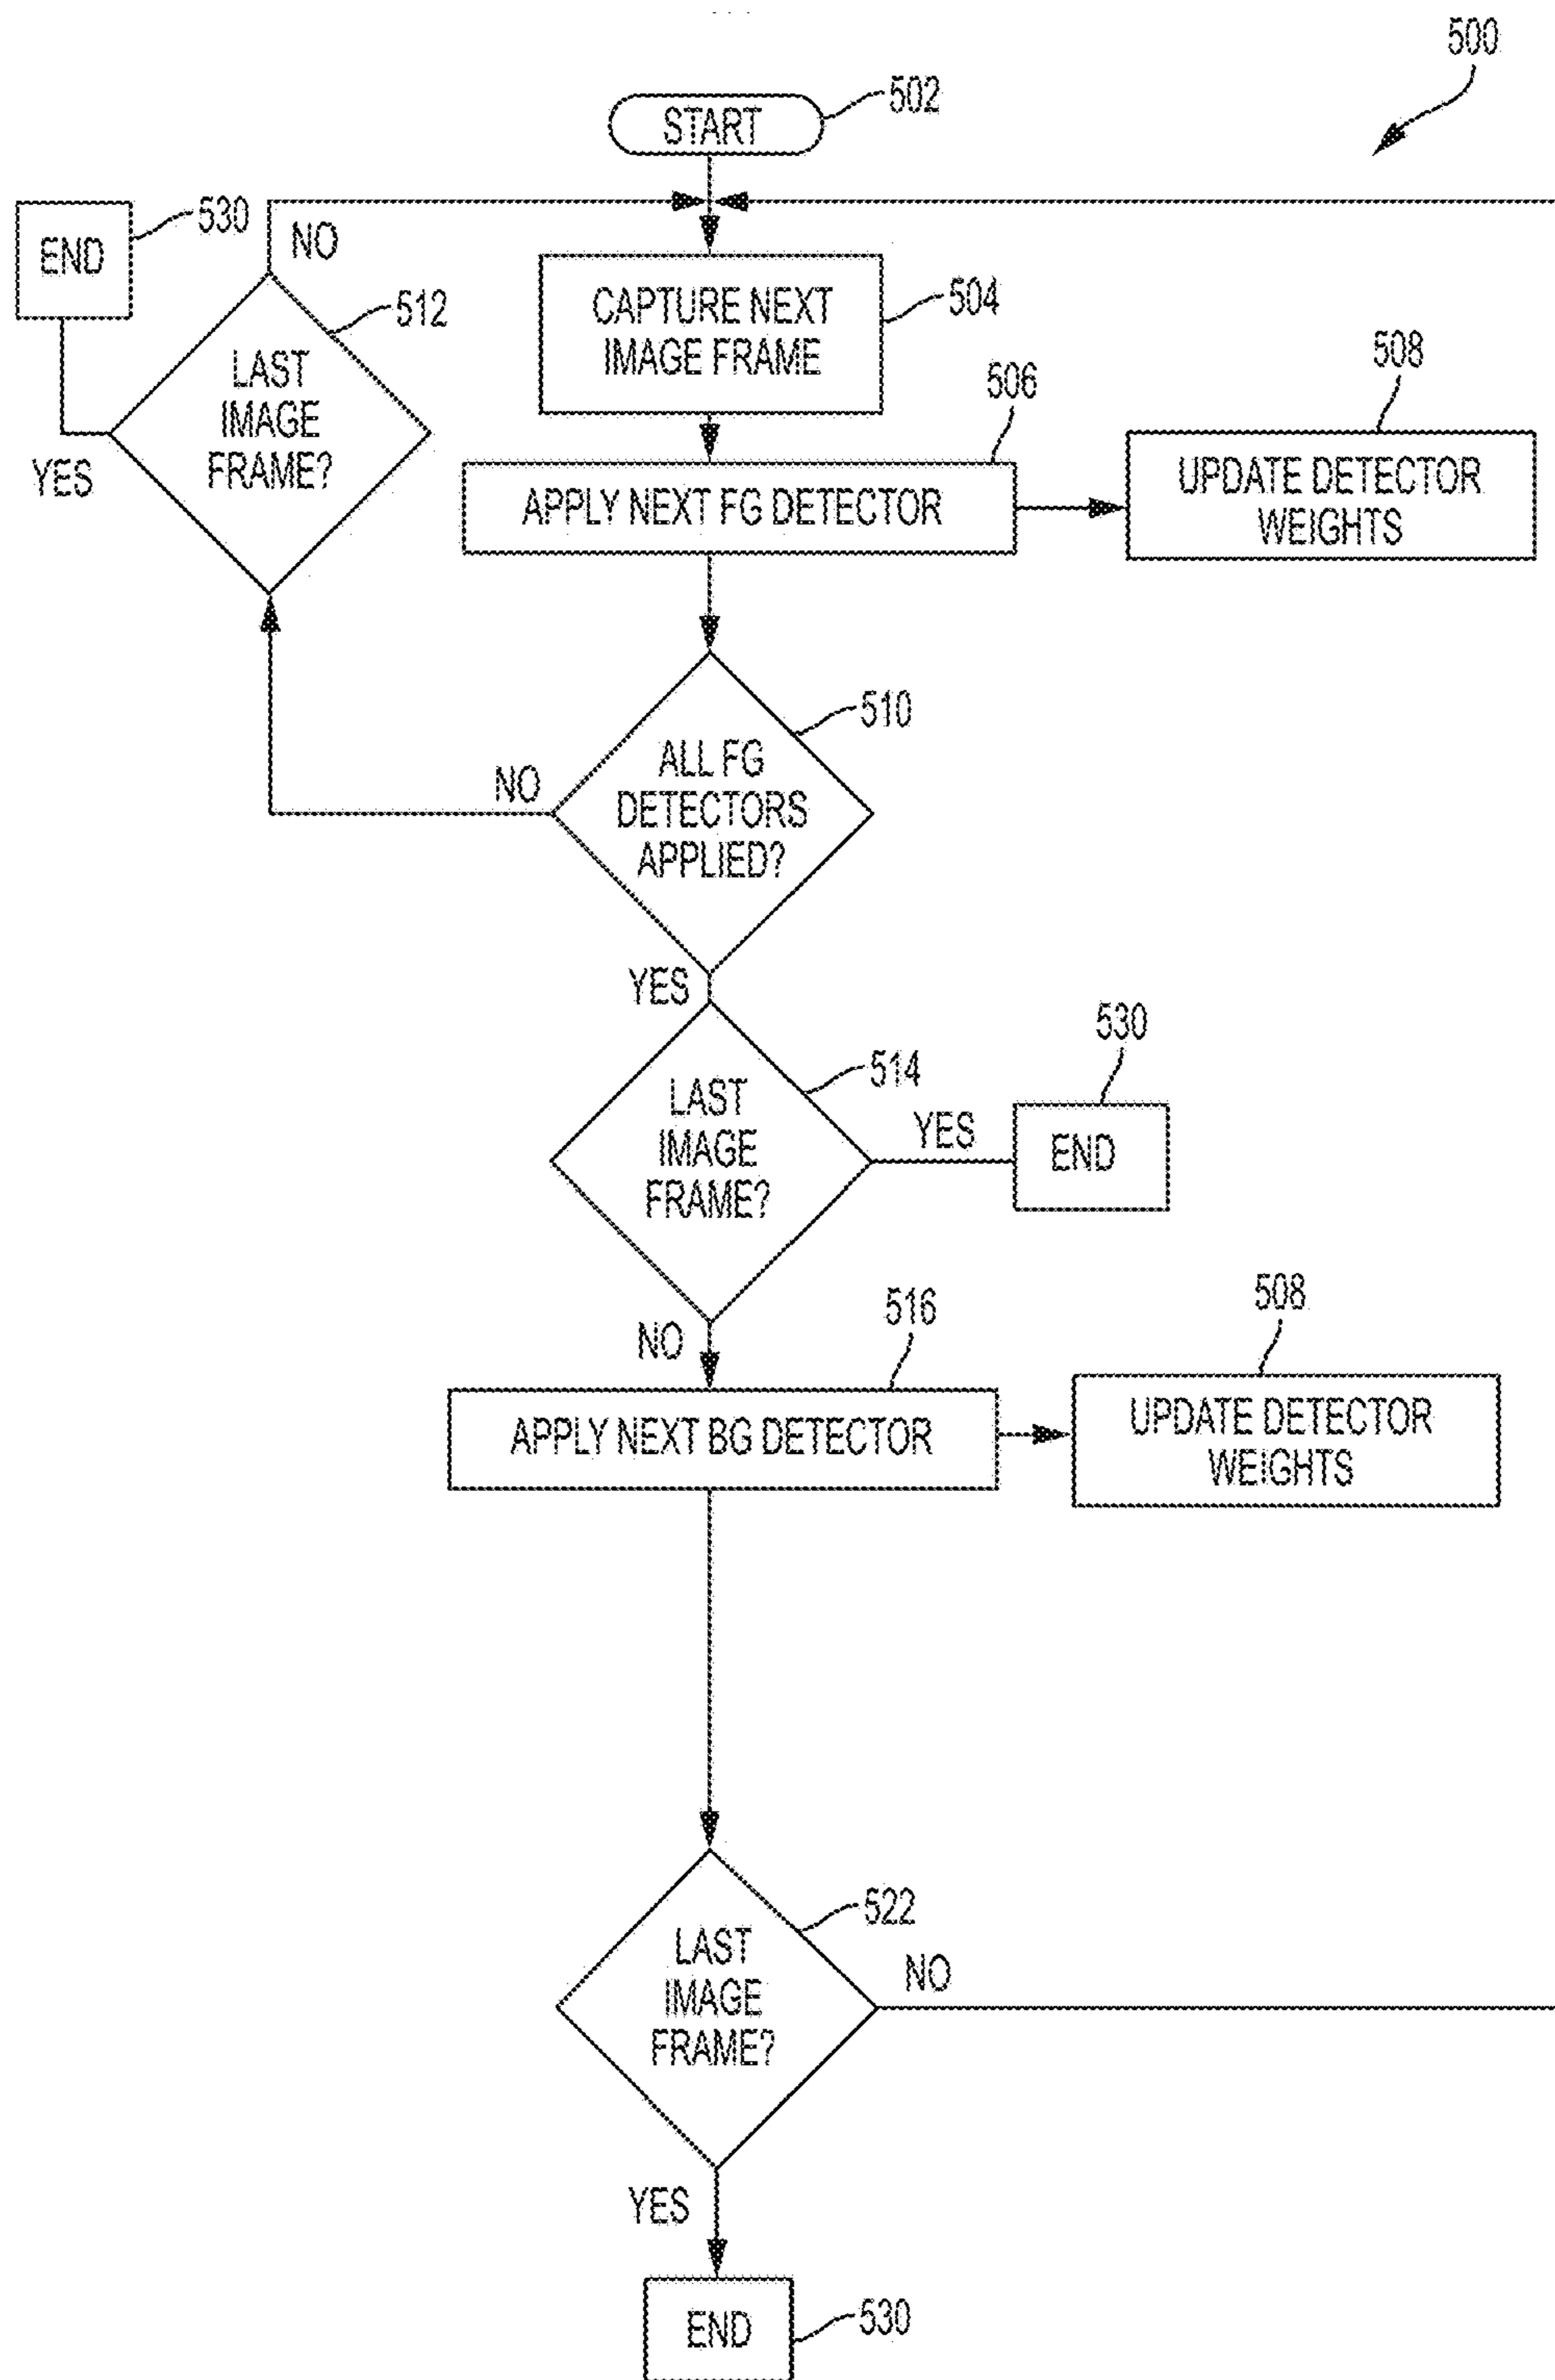 500
502
START
530
END
NO
512
LAST
IMAGE
FRAME?
YES
CAPTURE NEXT
IMAGE FRAME
504
506
APPLY NEXT FG DETECTOR
508
UPDATE DETECTOR
WEIGHTS
510
ALL FG
DETECTORS
APPLIED?
NO
YES
514
LAST
IMAGE
FRAME?
YES
530
END
NO
516
APPLY NEXT BG DETECTOR
508
UPDATE DETECTOR
WEIGHTS
522
LAST
IMAGE
FRAME?
NO
YES
END
530